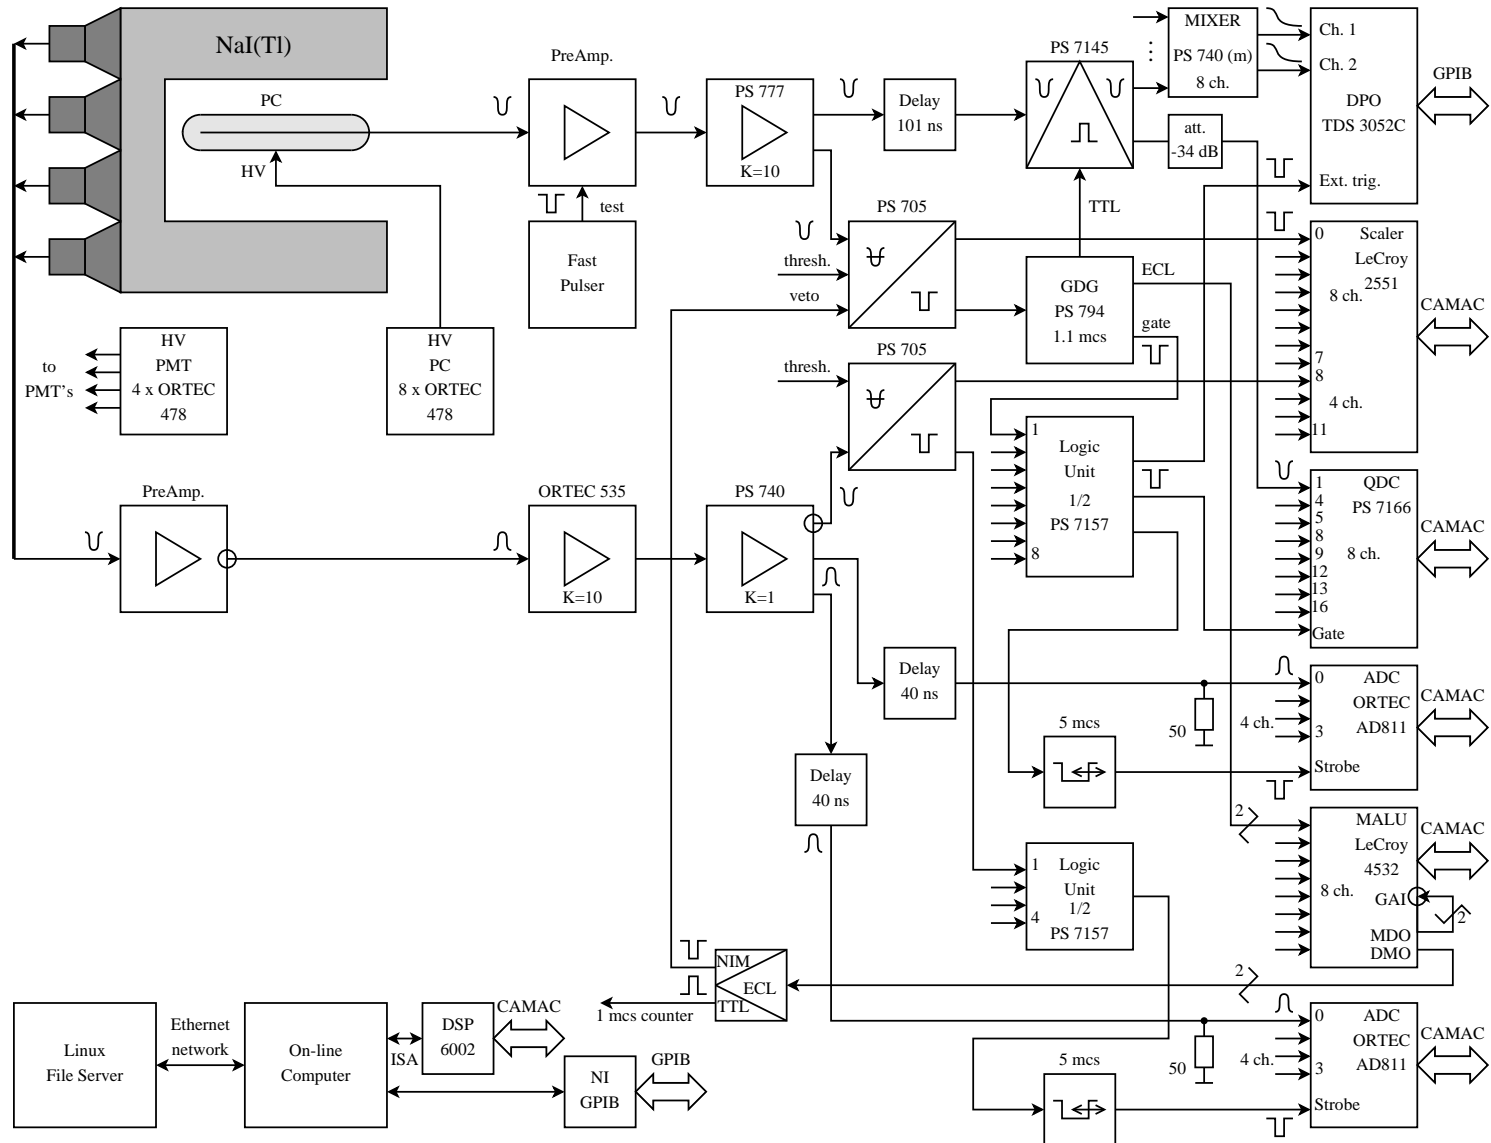 NaI(Tl)
PC
HV
PreAmp.
test
Fast
Pulser
PS 777
K=10
Delay
101 ns
PS 7145
TTL
MIXER
PS 740 (m)
8 ch.
att.
-34 dB
Ch. 1
Ch. 2
DPO
TDS 3052C
Ext. trig.
GPIB
PS 705
thresh.
veto
GDG
PS 794
1.1 mcs
ECL
gate
0
Scaler
LeCroy
2551
8 ch.
7
8
4 ch.
11
CAMAC
to
PMT's
HV
PMT
4 x ORTEC
478
HV
PC
8 x ORTEC
478
PS 705
thresh.
1
Logic
Unit
1/2
PS 7157
8
1
QDC
4
PS 7166
5
8
8 ch.
9
12
13
16
Gate
CAMAC
PreAmp.
ORTEC 535
K=10
PS 740
K=1
Delay
40 ns
50
4 ch.
0
ADC
ORTEC
3
AD811
Strobe
CAMAC
5 mcs
Delay
40 ns
2
MALU
LeCroy
4532
8 ch.
GAI
2
MDO
DMO
CAMAC
1
Logic
Unit
1/2
4
PS 7157
NIM
ECL
TTL
2
1 mcs counter
Linux
File Server
Ethernet
network
On-line
Computer
ISA
DSP
6002
CAMAC
NI
GPIB
GPIB
5 mcs
50
4 ch.
0
ADC
ORTEC
3
AD811
Strobe
CAMAC